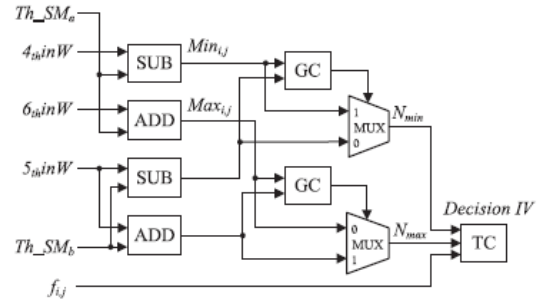 Th_SMa
4thinW
SUB
Mini,j
GC
6thinW
ADD
Maxi,j
1
MUX
0
Nmin
5thinW
SUB
GC
Decision IV
Th_SMb
ADD
0
MUX
1
Nmax
TC
fi,j